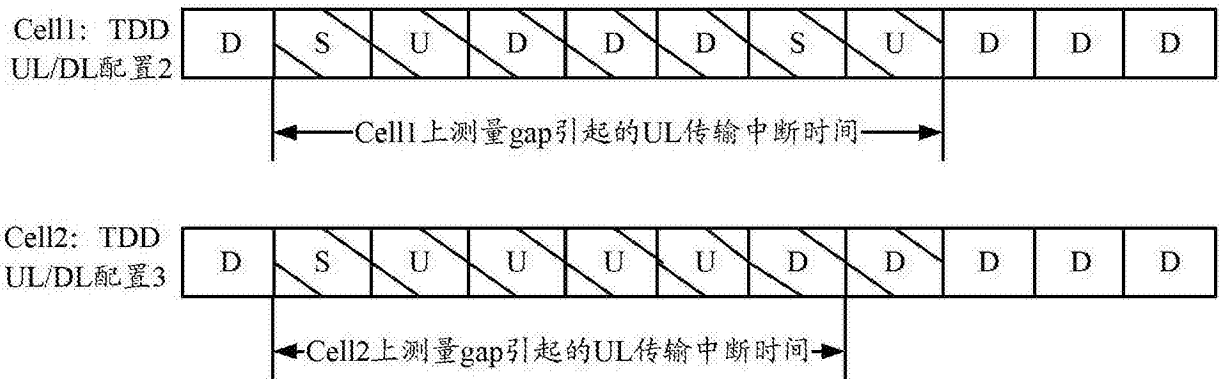 Cell1: TDD
UL/DL配置2
D S U D D D S U D D D
Cell1上测量gap引起的UL传输中断时间
Cell2: TDD
UL/DL配置3
D S U U U U D D D D D
Cell2上测量gap引起的UL传输中断时间